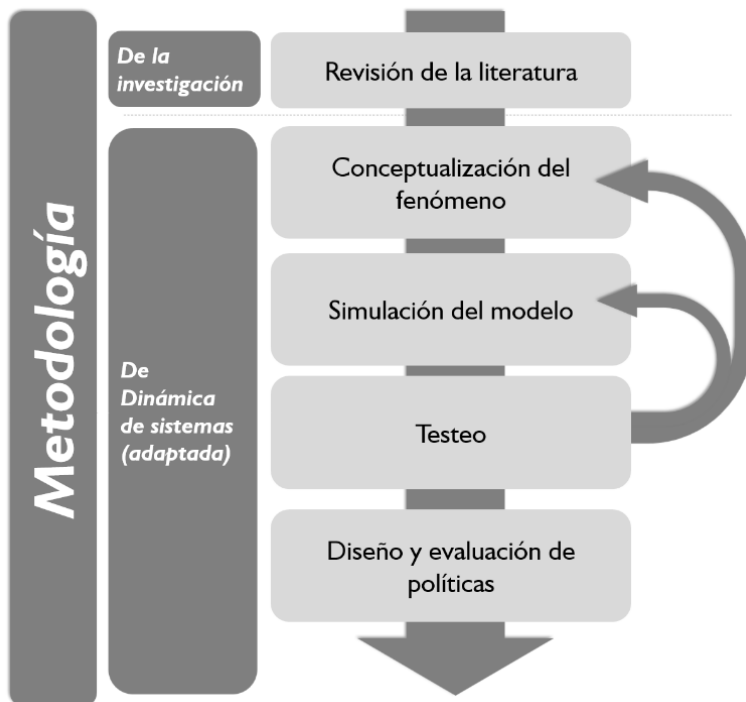 Metodología
De la
investigación
Revisión de la literatura
De
Dinámica
de sistemas
(adaptada)
Conceptualización del
fenómeno
Simulación del modelo
Testeo
Diseño y evaluación de
políticas